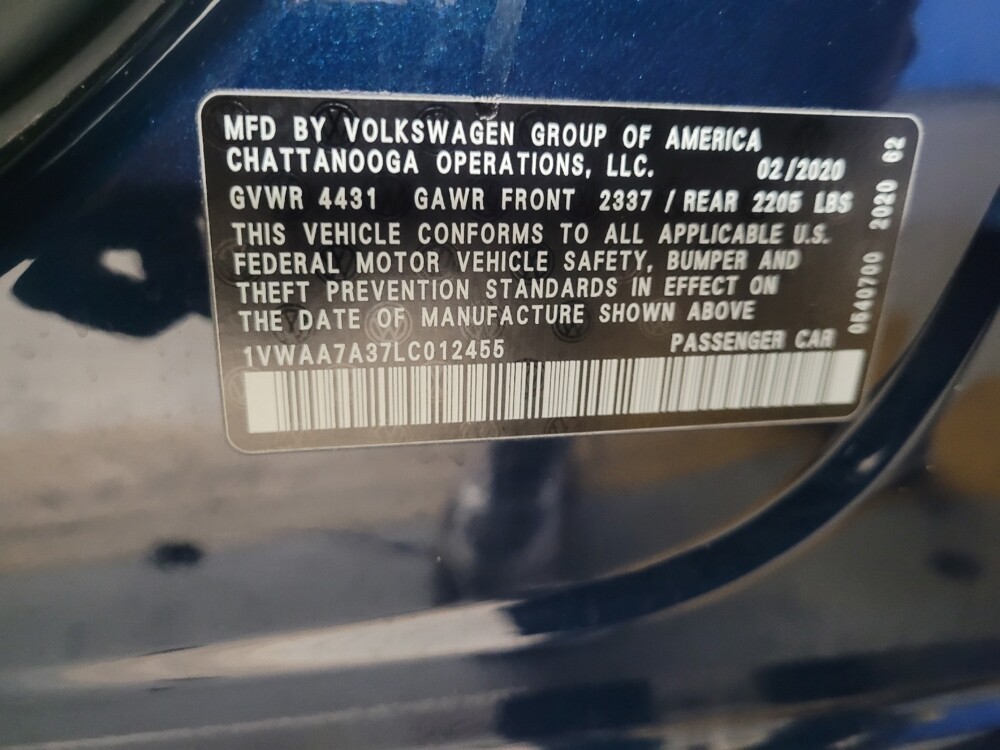 MFD BY VOLKSWAGEN GROUP OF AMERICA
CHATTANOOGA OPERATIONS, LLC. 02/2020
GVWR 4431 GAWR FRONT 2337 / REAR 2205 LBS
THIS VEHICLE CONFORMS TO ALL APPLICABLE U.S.
FEDERAL MOTOR VEHICLE SAFETY, BUMPER AND
THEFT PREVENTION STANDARDS IN EFFECT ON
THE DATE OF MANUFACTURE SHOWN ABOVE
1VWAA7A37LC012455 PASSENGER CAR
0540700 2020 62